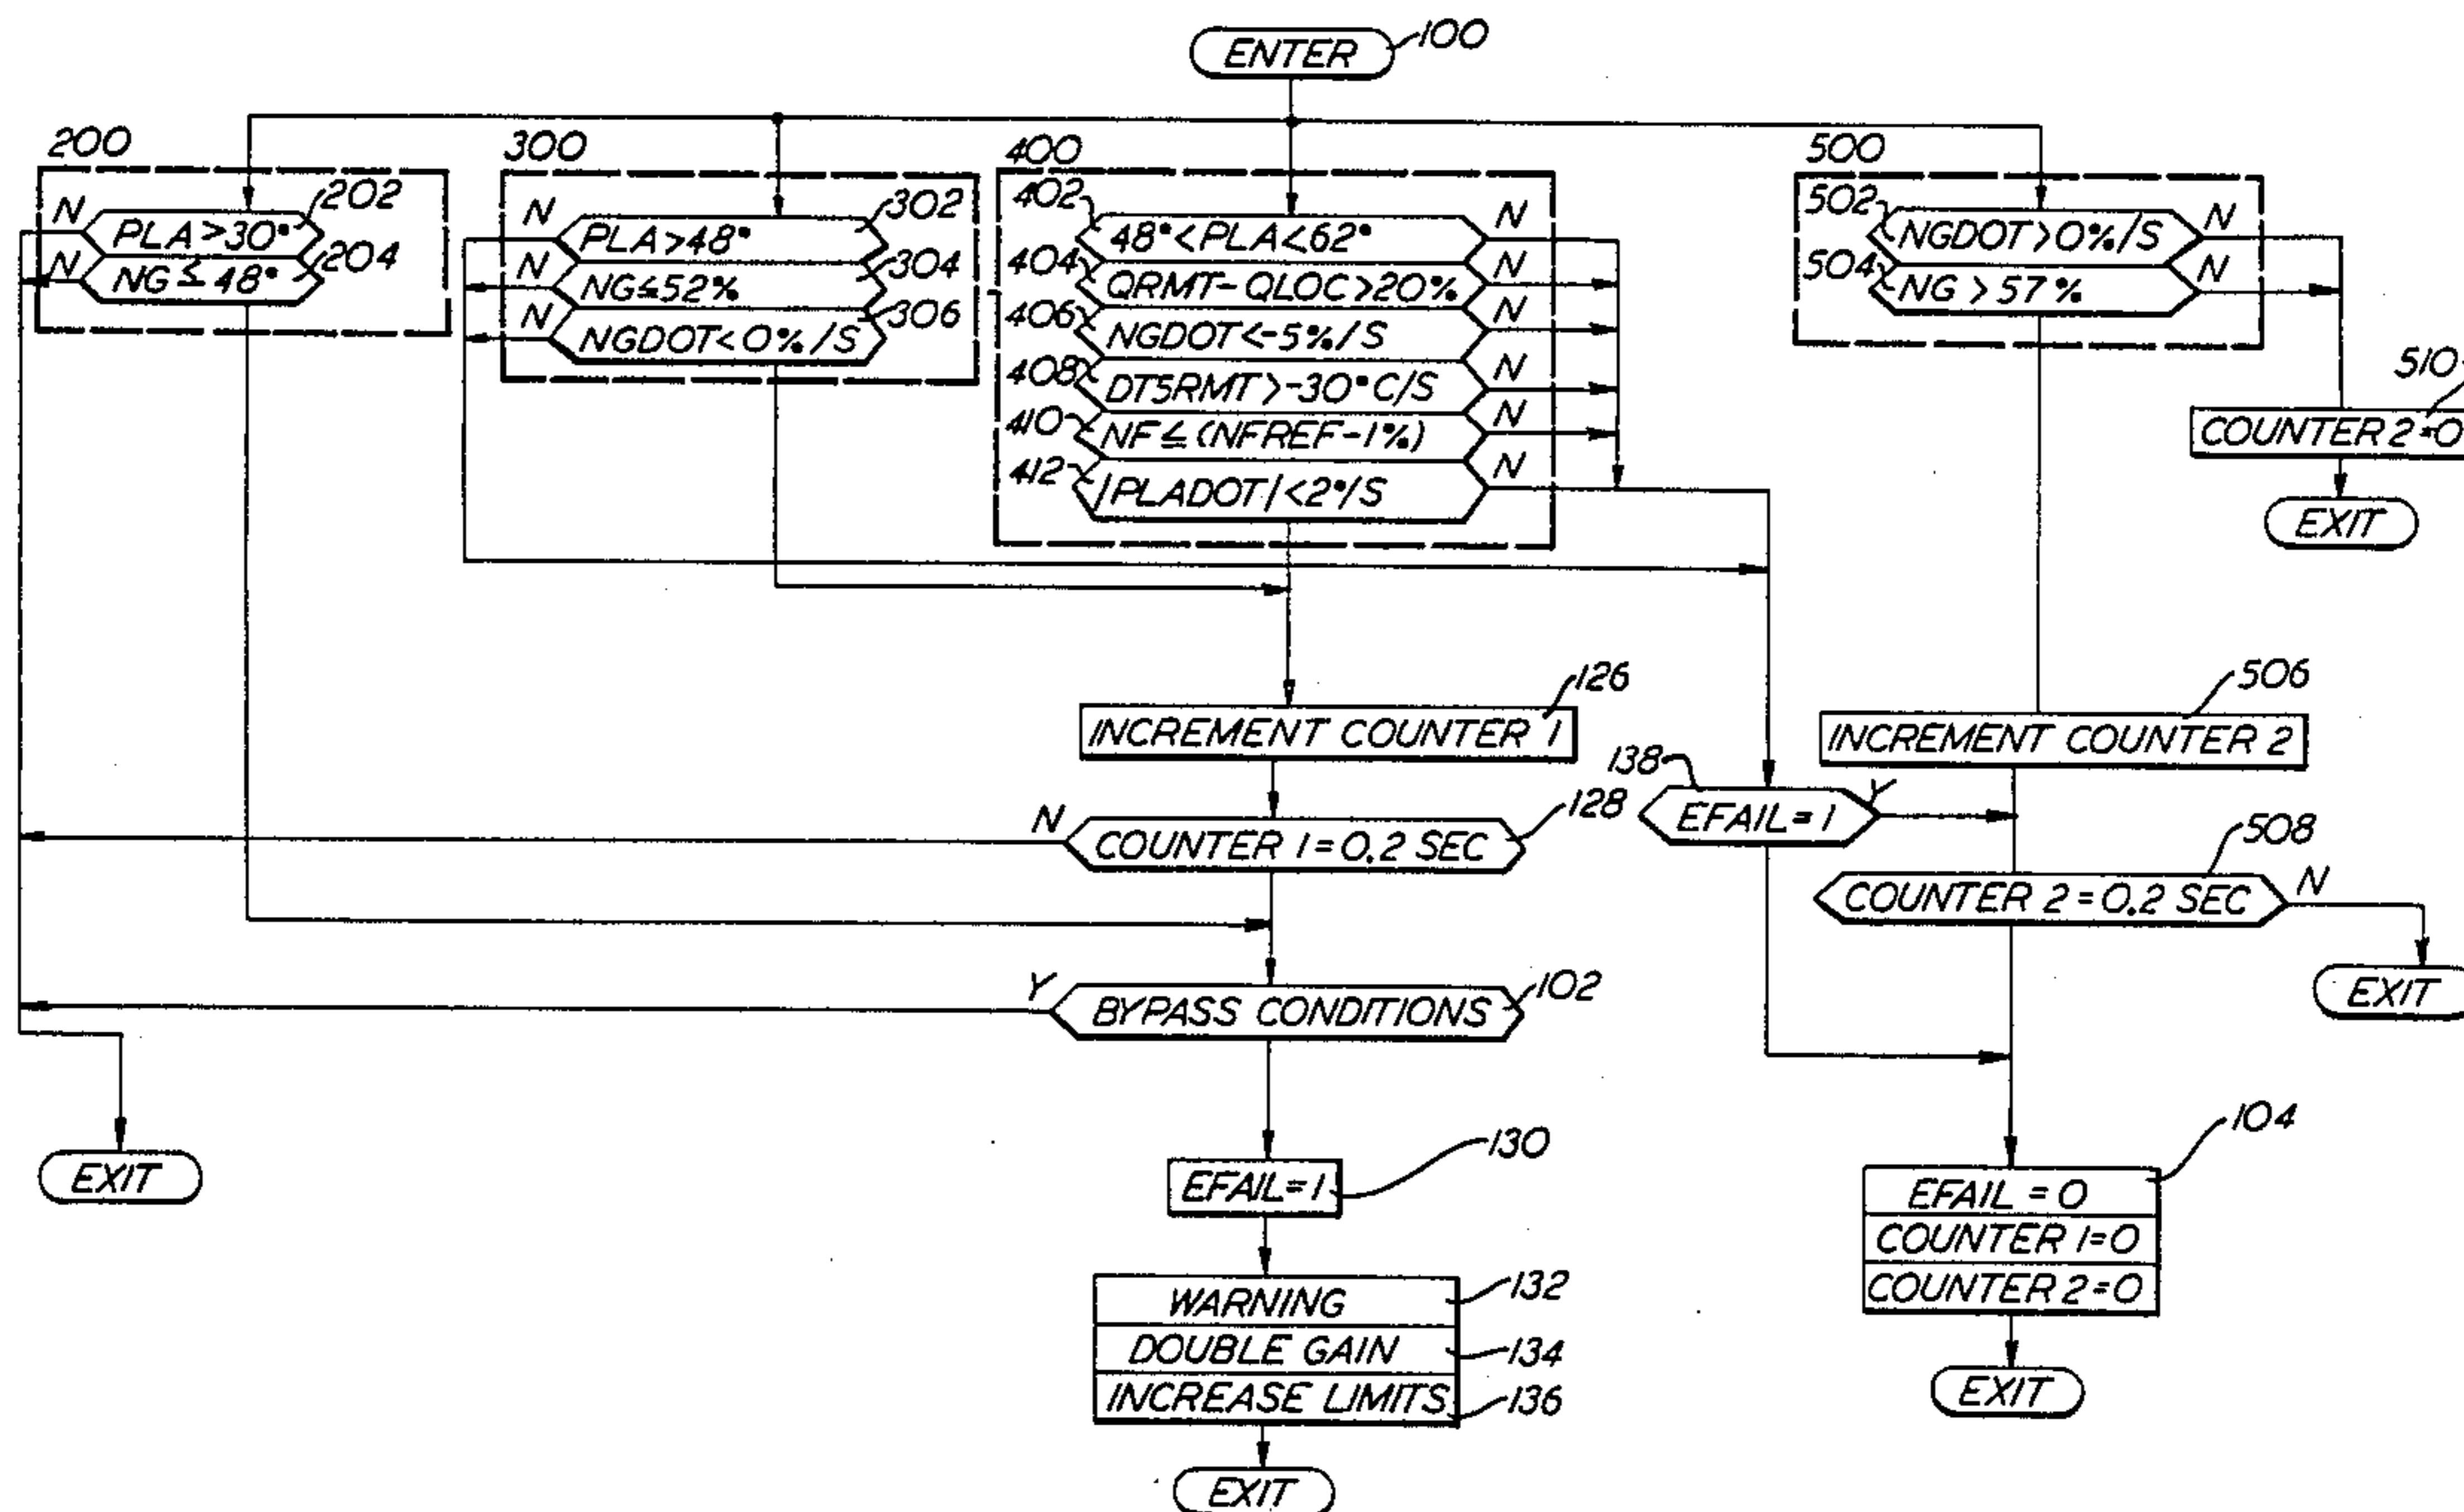 ENTER
100
200
N
PLA>30°
202
N
NG≤48°
204
300
N
PLA>48°
302
N
NG≤52%
304
N
NGDOT<0%/S
306
400
402
48°<PLA<62°
N
404
QRMT-QLOC>20%
N
406
NGDOT<-5%/S
N
408
DT5RMT>-30°C/S
N
410
NF≤(NFREF-1%)
N
412
|PLADOT|<2°/S
N
500
502
NGDOT>0%/S
N
504
NG>57%
N
510
COUNTER 2=0
EXIT
126
INCREMENT COUNTER 1
506
INCREMENT COUNTER 2
138
EFAIL=1
Y
N
COUNTER 1=0.2 SEC
128
508
COUNTER 2=0.2 SEC
N
EXIT
Y
BYPASS CONDITIONS
102
EXIT
130
EFAIL=1
104
EFAIL=0
COUNTER 1=0
COUNTER 2=0
EXIT
WARNING
132
DOUBLE GAIN
134
INCREASE LIMITS
136
EXIT